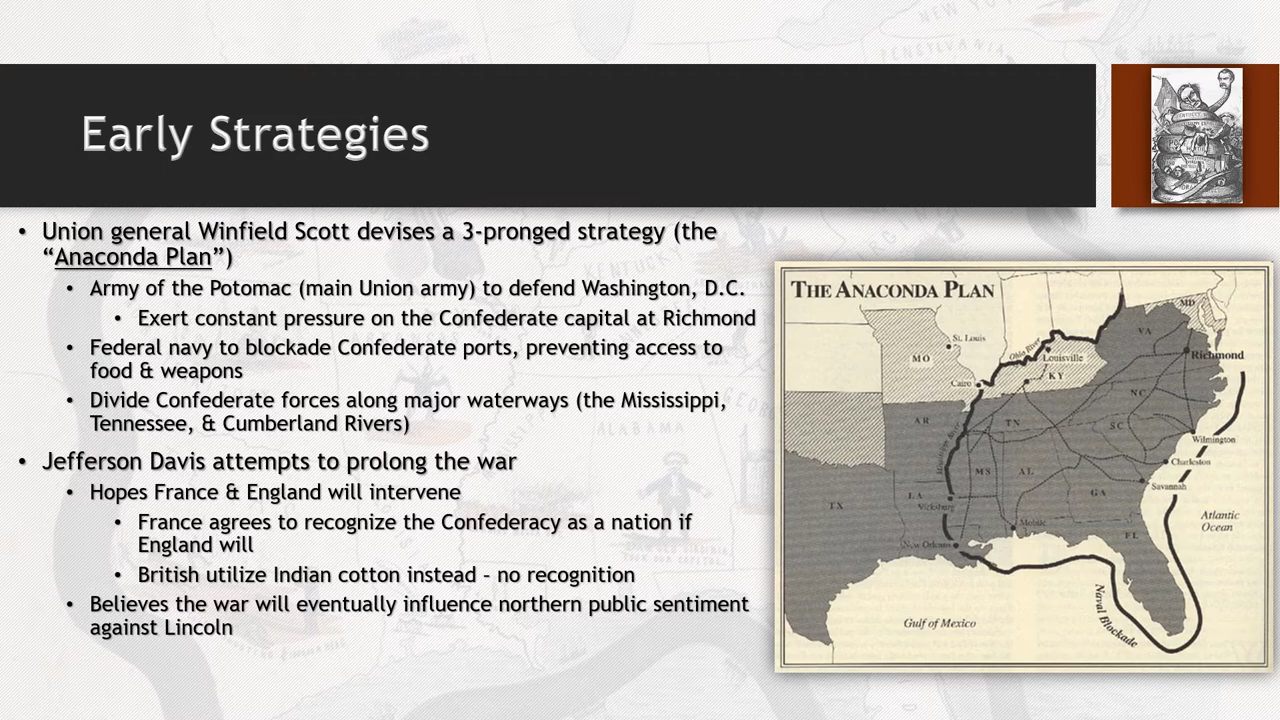 Early Strategies
• Union general Winfield Scott devises a 3-pronged strategy (the
“Anaconda Plan”)
• Army of the Potomac (main Union army) to defend Washington, D.C.
• Exert constant pressure on the Confederate capital at Richmond
• Federal navy to blockade Confederate ports, preventing access to
food & weapons
• Divide Confederate forces along major waterways (the Mississippi,
Tennessee, & Cumberland Rivers)
• Jefferson Davis attempts to prolong the war
• Hopes France & England will intervene
• France agrees to recognize the Confederacy as a nation if
England will
• British utilize Indian cotton instead – no recognition
• Believes the war will eventually influence northern public sentiment
against Lincoln
THE ANACONDA PLAN
MD
St. Louis
VA
MO
Ohio River
Louisville
Richmond
KY
Cairo
NC
AR
TN
SC
Wilmington
MS
AL
Charleston
GA
Savannah
TX
LA
Vicksburg
Mobile
Atlantic
Ocean
FL
New Orleans
Gulf of Mexico
Naval Blockade
NEW YORK
PENSYLVANIA
KENTUCKY
ALABAMA